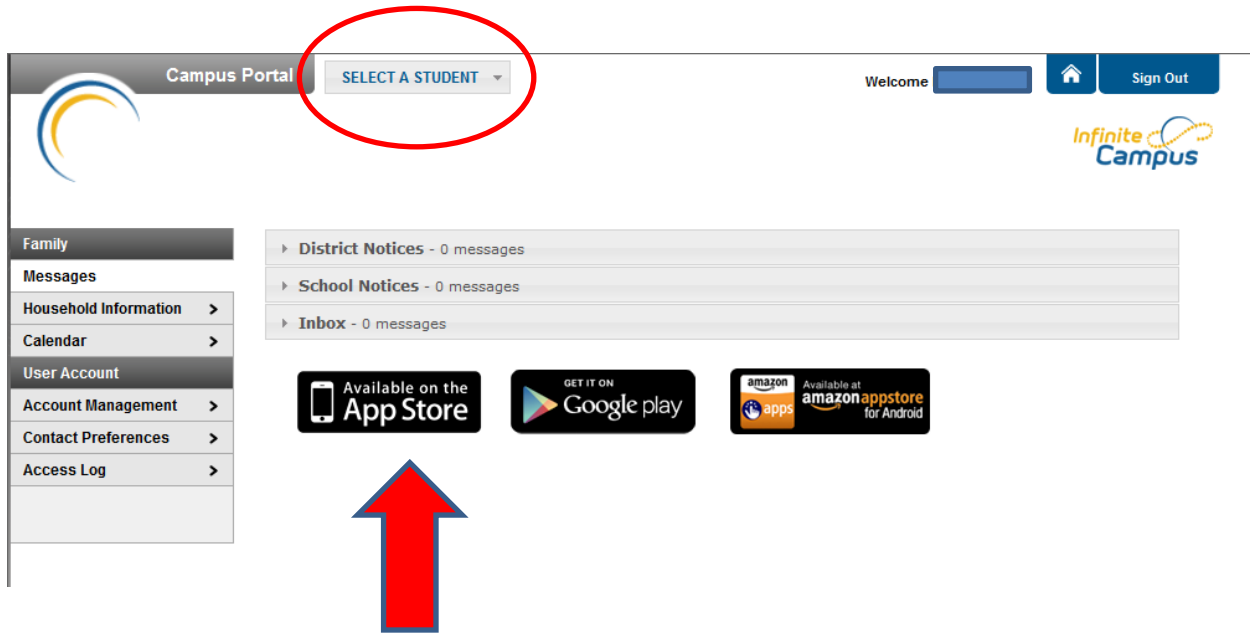 Campus Portal
SELECT A STUDENT
Welcome
Sign Out
Infinite
Campus
Family
Messages
Household Information
Calendar
User Account
Account Management
Contact Preferences
Access Log
District Notices - 0 messages
School Notices - 0 messages
Inbox - 0 messages
Available on the
App Store
GET IT ON
Google play
amazon
apps
Available at
amazon appstore
for Android